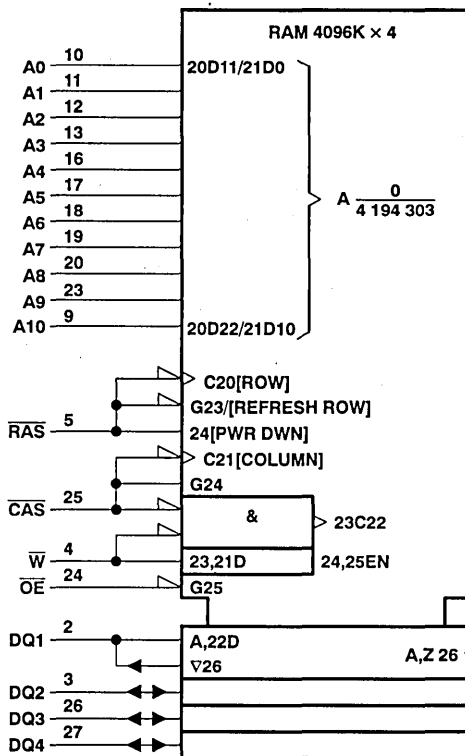 RAM 4096K × 4
A0 10 20D11/21D0
A1 11
A2 12
A3 13
A4 16
A5 17
A6 18
A7 19
A8 20
A9 23
A10 9 20D22/21D10
A 0
4 194 303
C20[ROW]
G23/[REFRESH ROW]
RAS 5 24[PWR DWN]
C21[COLUMN]
G24
CAS 25 & 23C22
W 4 23,21D 24,25EN
OE 24 G25
DQ1 2 A,22D
∇26 A,Z 26
DQ2 3
DQ3 26
DQ4 27